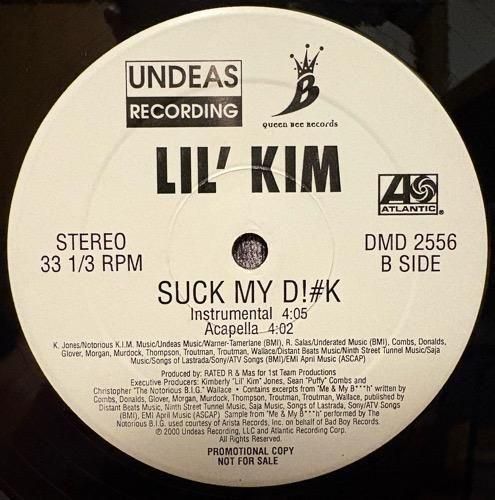 UNDEAS
RECORDING
B
Queen Bee Records
LIL' KIM
ATLANTIC
®
STEREO
33 1/3 RPM
DMD 2556
B SIDE
SUCK MY D!#K
Instrumental 4:05
Acapella 4:02
K. Jones/Notorious K.I.M. Music/Undeas Music/Warner-Tamerlane (BMI), R. Salas/Underated Music (BMI), Combs, Donalds,
Glover, Morgan, Murdock, Thompson, Troutman, Troutman, Wallace/Distant Beats Music/Ninth Street Tunnel Music/Saja
Music/Songs of Lastrada/Sony/ATV Songs (BMI)/EMI April Music (ASCAP)
Produced by: RATED R & Mas for 1st Team Productions
Executive Producers: Kimberly "Lil' Kim" Jones, Sean "Puffy" Combs and
Christopher "The Notorious B.I.G." Wallace • Contains excerpts from "Me & My B***h" written by
Combs, Donalds, Glover, Morgan, Murdock, Thompson, Troutman, Troutman, Wallace, published by
Distant Beats Music, Ninth Street Tunnel Music, Saja Music, Songs of Lastrada, Sony/ATV Songs
(BMI), EMI April Music (ASCAP) Sample from "Me & My B***h" performed by The
Notorious B.I.G. used courtesy of Arista Records, Inc. on behalf of Bad Boy Records.
© 2000 Undeas Recording, LLC and Atlantic Recording Corp.
All Rights Reserved.
PROMOTIONAL COPY
NOT FOR SALE